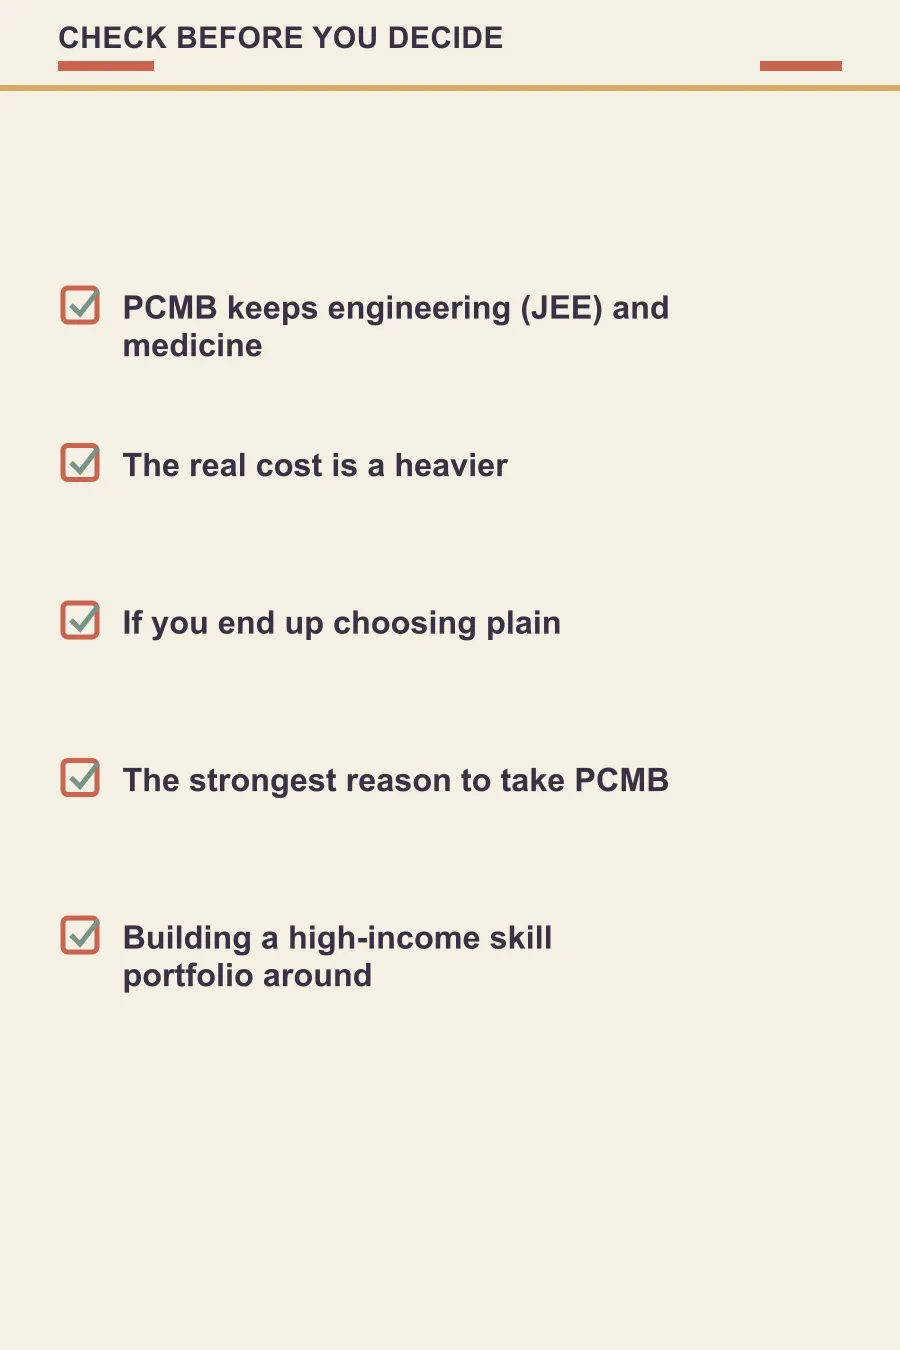 CHECK BEFORE YOU DECIDE
PCMB keeps engineering (JEE) and
medicine
The real cost is a heavier
If you end up choosing plain
The strongest reason to take PCMB
Building a high-income skill
portfolio around